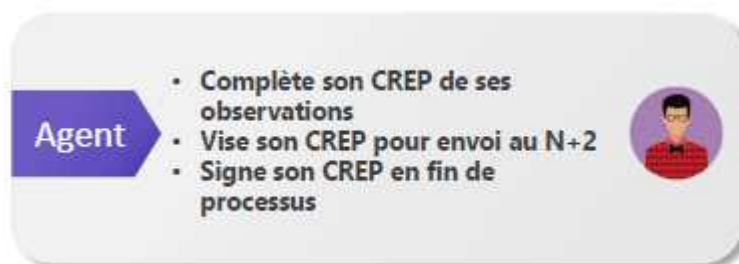 Agent
• Complète son CREP de ses
observations
• Vise son CREP pour envoi au N+2
• Signe son CREP en fin de
processus